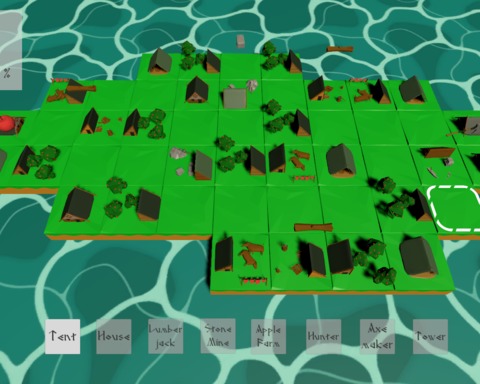 %
Tent
House
Lumber
jack
Stone
Mine
Apple
Farm
Hunter
Axe
maker
Tower